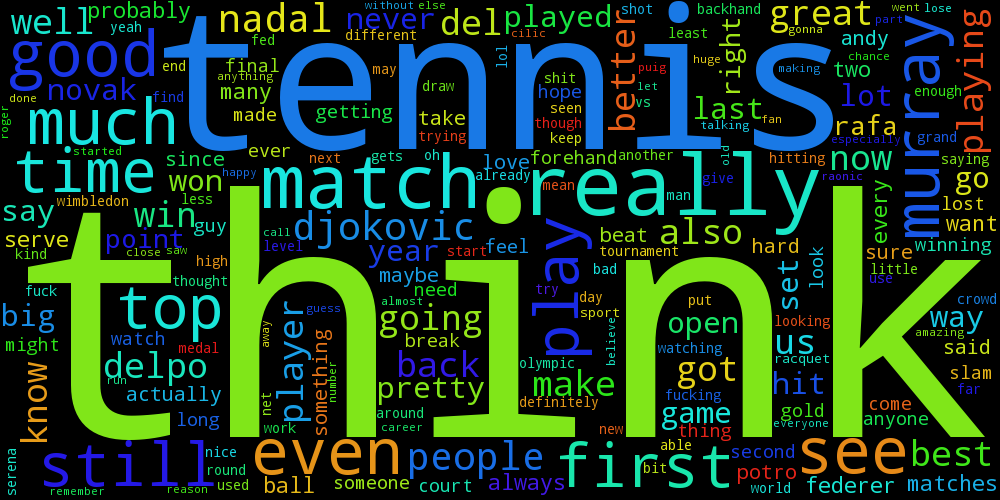 well
probably
yeah
nadal
never
without
else
del
played
shot
backhand
great
went
lose
part
gonna
playing
good
tennis
fed
different
cilic
least
andy
chance
murray
novak
end
final
anything
lol
may
shit
better
puig
huge
right
two
making
done
find
many
made
getting
draw
take
trying
hope
seen
though
keep
let
vs
last
talking
fan
rafa
lot
enough
grand
roger
much
started
since
ever
next
gets
oh
love
already
forehand
another
old
hitting
especially
now
saying
time
happy
match
really
mean
man
give
raonic
go
won
less
wimbledon
say
win
guy
djokovic
play
also
every
lost
want
serve
point
call
level
year
feel
beat
tournament
hard
look
sure
winning
kind
close
saw
high
start
maybe
bad
set
little
fuck
thought
think
need
try
day
sport
believe
put
use
big
top
guess
almost
going
open
looking
crowd
way
might
watch
medal
player
away
something
number
break
olympic
watching
us
racquet
amazing
said
know
delpo
run
back
got
slam
actually
pretty
make
fucking
hit
far
long
net
work
around
career
definitely
new
game
gold
everyone
come
anyone
thing
serena
still
nice
round
used
even
ball
people
someone
court
always
first
able
bit
second
potro
world
see
federer
best
matches
remember
reason